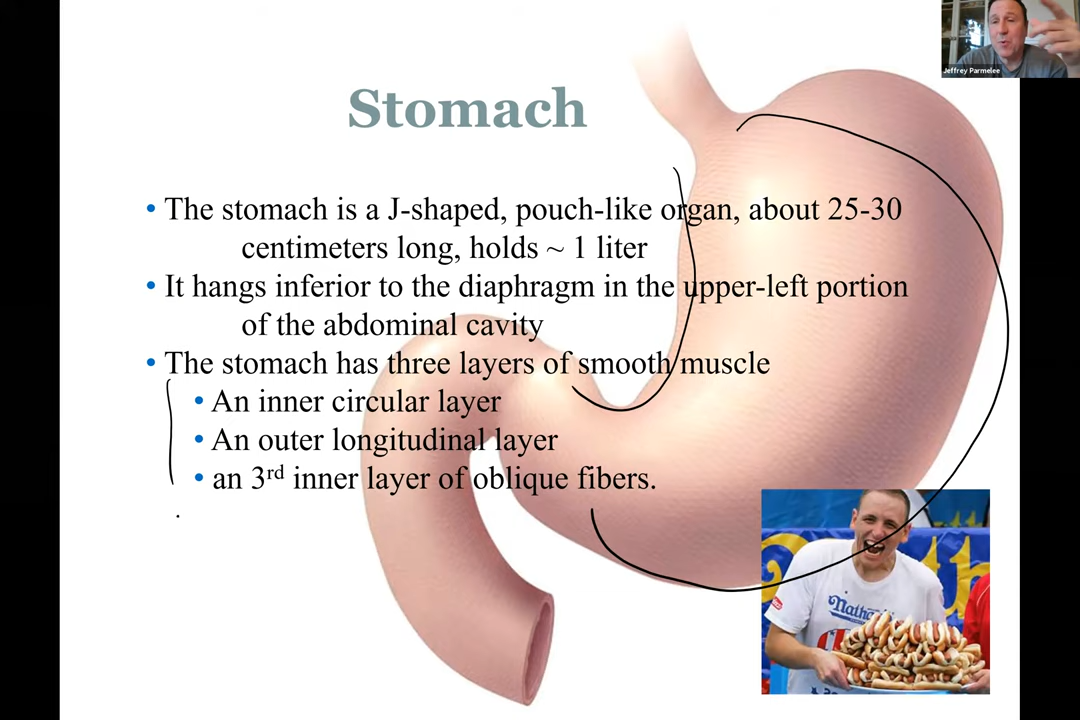 Jeffrey Parmelee
Stomach
• The stomach is a J-shaped, pouch-like organ, about 25-30
centimeters long, holds ~ 1 liter
• It hangs inferior to the diaphragm in the upper-left portion
of the abdominal cavity
• The stomach has three layers of smooth muscle
• An inner circular layer
• An outer longitudinal layer
• an 3rd inner layer of oblique fibers.
.